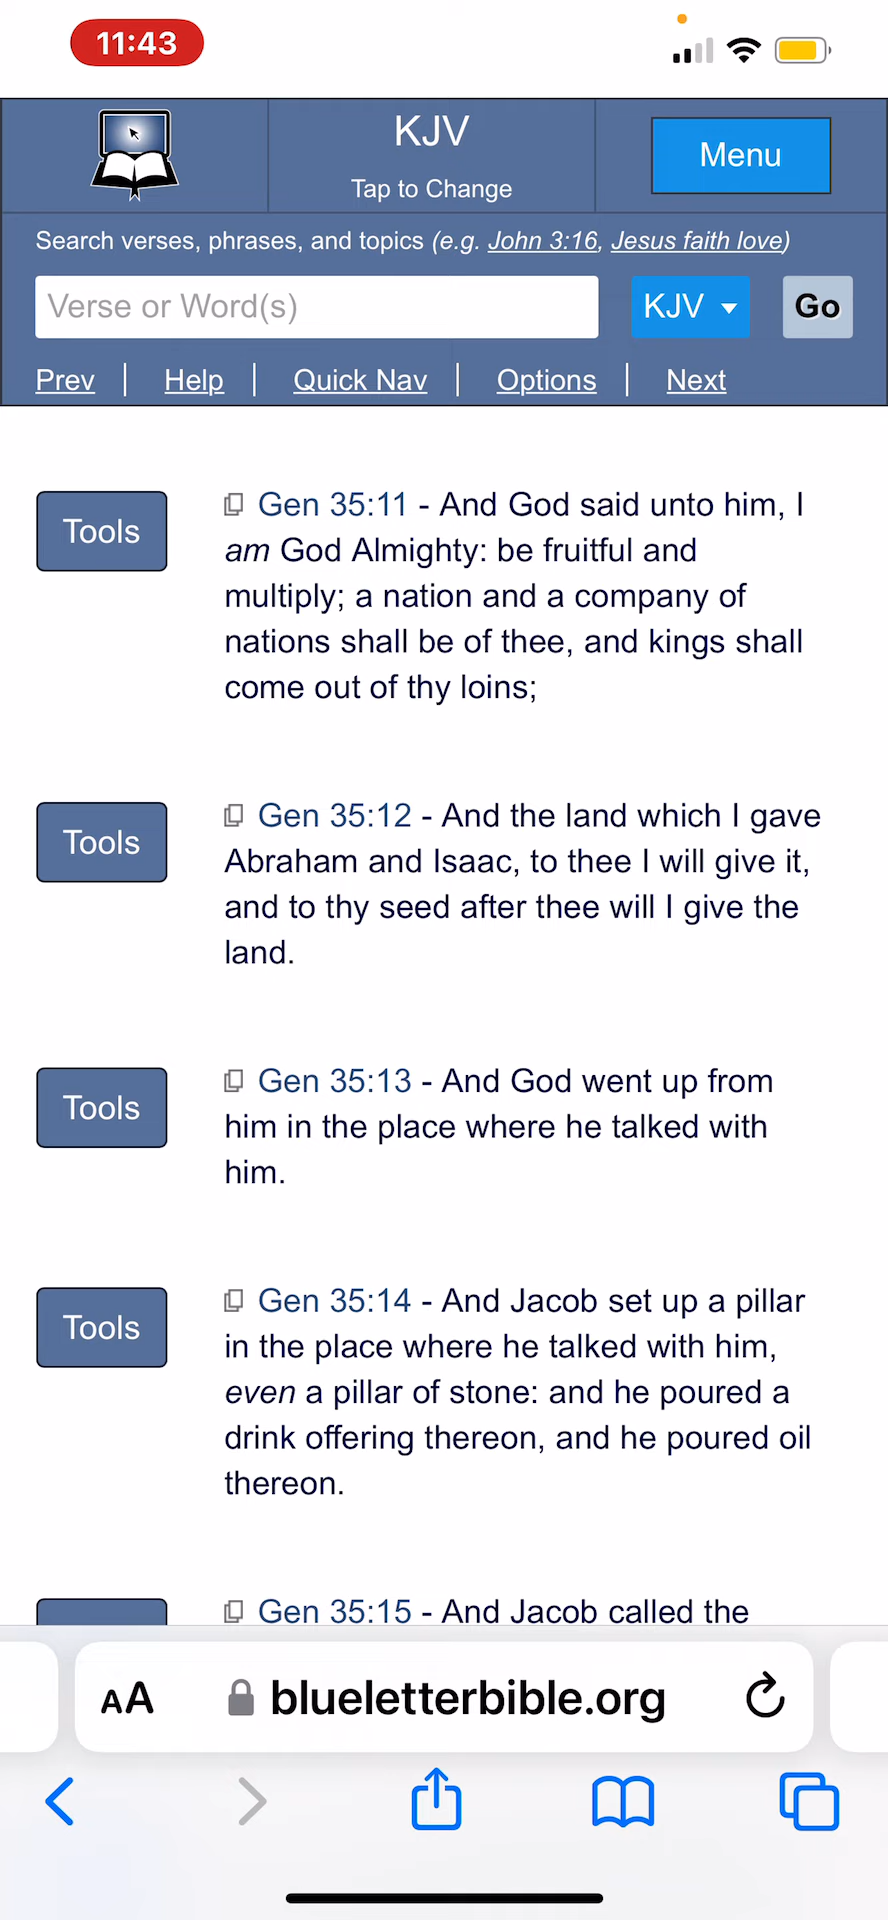 11:43
KJV
Tap to Change
Menu
Search verses, phrases, and topics (e.g. John 3:16, Jesus faith love)
Verse or Word(s)
KJV
Go
Prev | Help | Quick Nav | Options | Next
Tools
Gen 35:11 - And God said unto him, I
am God Almighty: be fruitful and
multiply; a nation and a company of
nations shall be of thee, and kings shall
come out of thy loins;
Tools
Gen 35:12 - And the land which I gave
Abraham and Isaac, to thee I will give it,
and to thy seed after thee will I give the
land.
Tools
Gen 35:13 - And God went up from
him in the place where he talked with
him.
Tools
Gen 35:14 - And Jacob set up a pillar
in the place where he talked with him,
even a pillar of stone: and he poured a
drink offering thereon, and he poured oil
thereon.
Gen 35:15 - And Jacob called the
AA blueletterbible.org